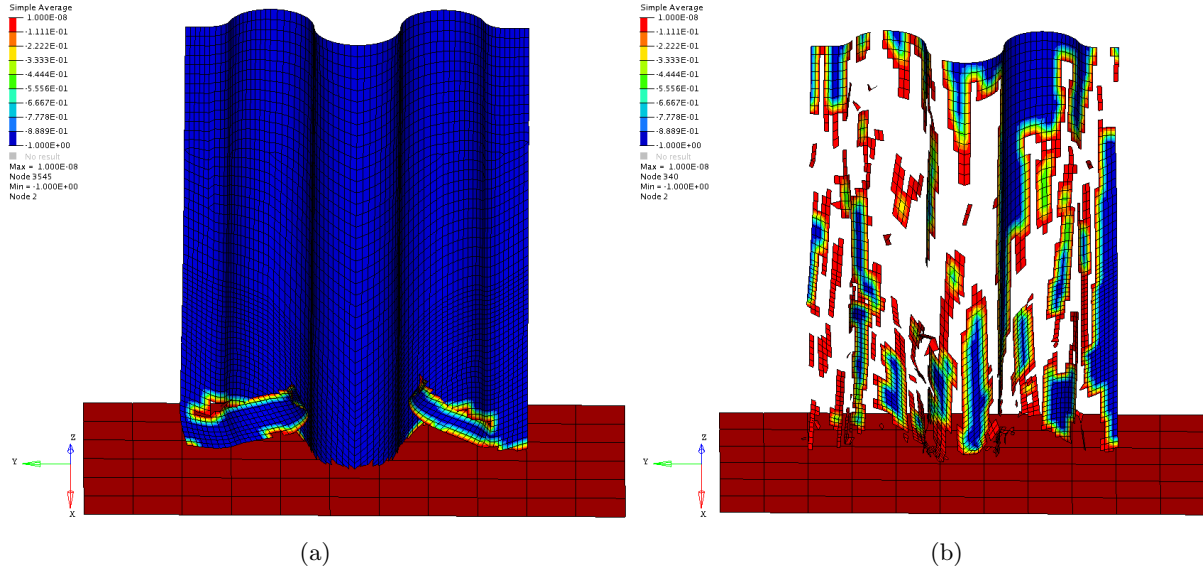 Simple Average
1.000E-08
-1.111E-01
-2.222E-01
-3.333E-01
-4.444E-01
-5.556E-01
-6.667E-01
-7.778E-01
-8.889E-01
-1.000E+00
No result
Max = 1.000E-08
Node 3545
Min = -1.000E+00
Node 2
Z
Y
X
(a)
Simple Average
1.000E-08
-1.111E-01
-2.222E-01
-3.333E-01
-4.444E-01
-5.556E-01
-6.667E-01
-7.778E-01
-8.889E-01
-1.000E+00
No result
Max = 1.000E-08
Node 340
Min = -1.000E+00
Node 2
Z
Y
X
(b)